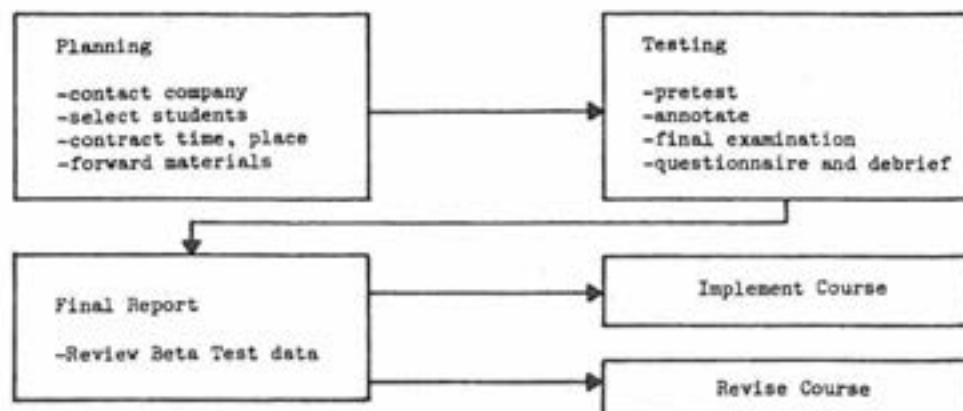 Planning
-contact company
-select students
-contract time, place
-forward materials
Testing
-pretest
-annotate
-final examination
-questionnaire and debrief
Final Report
-Review Beta Test data
Implement Course
Revise Course